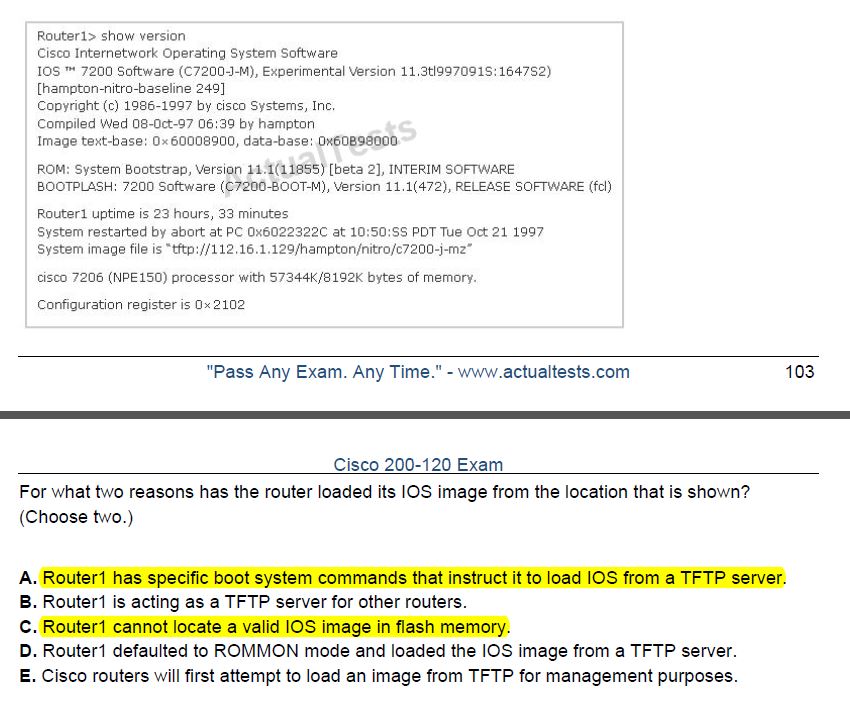 Router1> show version
Cisco Internetwork Operating System Software
IOS ™ 7200 Software (C7200-J-M), Experimental Version 11.3tl997091S:1647S2)
[hampton-nitro-baseline 249]
Copyright (c) 1986-1997 by cisco Systems, Inc.
Compiled Wed 08-0ct-97 06:39 by hampton
Image text-base: 0×60008900, data-base: 0x60B98000
ActualTests
ROM: System Bootstrap, Version 11.1(11855) [beta 2], INTERIM SOFTWARE
BOOTPLASH: 7200 Software (C7200-BOOT-M), Version 11.1(472), RELEASE SOFTWARE (fcl)
Router1 uptime is 23 hours, 33 minutes
System restarted by abort at PC 0x6022322C at 10:50:SS PDT Tue Oct 21 1997
System image file is "tftp://112.16.1.129/hampton/nitro/c7200-j-mz"
cisco 7206 (NPE150) processor with 57344K/8192K bytes of memory.
Configuration register is 0×2102
"Pass Any Exam. Any Time." - www.actualtests.com 103
Cisco 200-120 Exam
For what two reasons has the router loaded its IOS image from the location that is shown?
(Choose two.)
A. Router1 has specific boot system commands that instruct it to load IOS from a TFTP server.
B. Router1 is acting as a TFTP server for other routers.
C. Router1 cannot locate a valid IOS image in flash memory.
D. Router1 defaulted to ROMMON mode and loaded the IOS image from a TFTP server.
E. Cisco routers will first attempt to load an image from TFTP for management purposes.